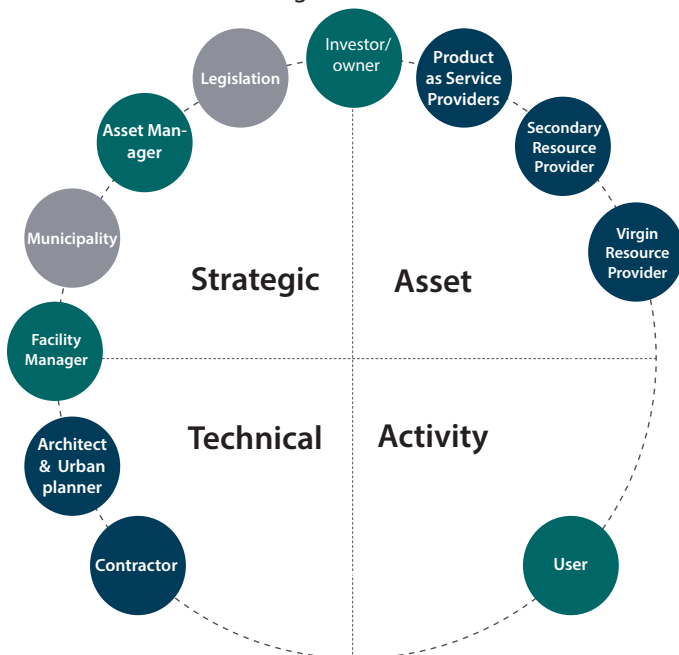 Investor/
owner
Product
as Service
Providers
Legislation
Secondary
Resource
Provider
Asset Man-
ager
Virgin
Resource
Provider
Municipality
Strategic
Asset
Facility
Manager
Technical
Activity
Architect
& Urban
planner
Contractor
User